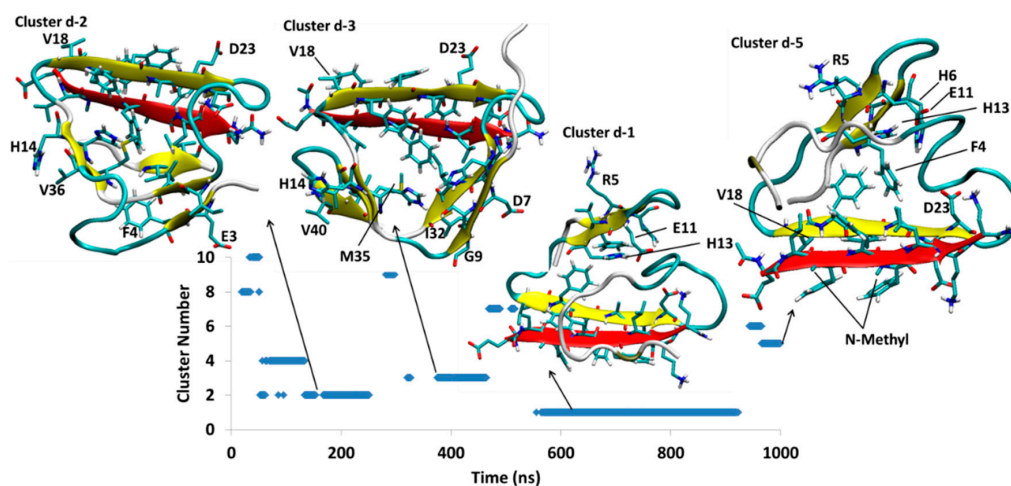 Cluster d-2
V18
D23
H14
V36
F4
E3
Cluster d-3
V18
D23
H14
V40
M35
I32
G9
D7
Cluster d-1
R5
E11
H13
Cluster d-5
R5
H6
E11
H13
F4
V18
D23
N-Methyl
Cluster Number
10
8
6
4
2
0
0
200
400
600
800
1000
Time (ns)